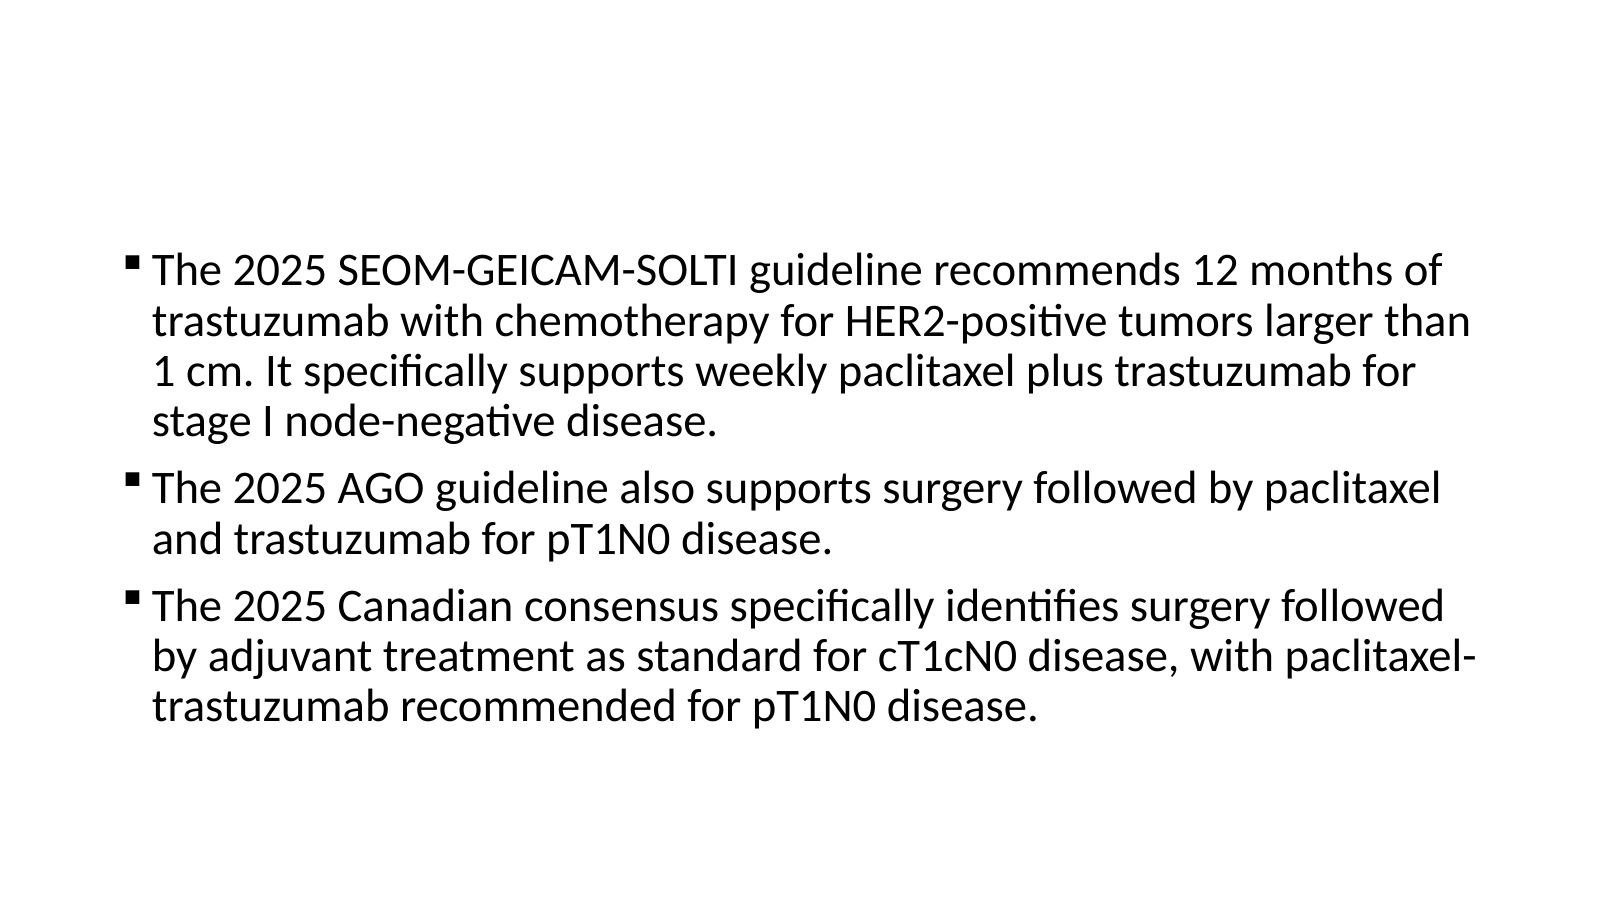 ▪ The 2025 SEOM-GEICAM-SOLTI guideline recommends 12 months of
trastuzumab with chemotherapy for HER2-positive tumors larger than
1 cm. It specifically supports weekly paclitaxel plus trastuzumab for
stage I node-negative disease.
▪ The 2025 AGO guideline also supports surgery followed by paclitaxel
and trastuzumab for pT1N0 disease.
▪ The 2025 Canadian consensus specifically identifies surgery followed
by adjuvant treatment as standard for cT1cN0 disease, with paclitaxel-
trastuzumab recommended for pT1N0 disease.